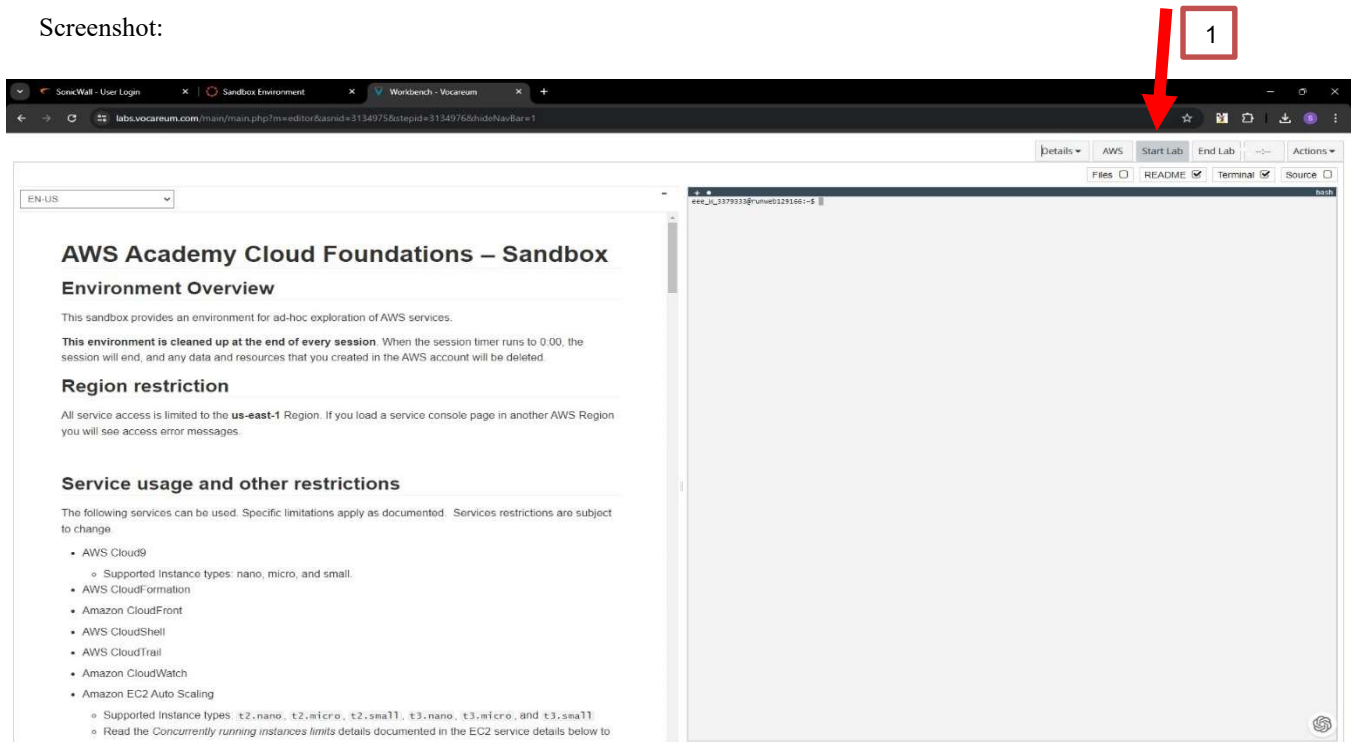 Screenshot:
1
SonicWall - User Login
Sandbox Environment
Workbench - Vocareum
labs.vocareum.com/main/main.php?m=editor&asnid=3134975&stepid=3134976&hideNavBar=1
6
Details AWS Start Lab End Lab --:-- Actions
Files README Terminal Source
EN-US
bash
eee_w_3379333@runweb129166:~$
AWS Academy Cloud Foundations – Sandbox
Environment Overview
This sandbox provides an environment for ad-hoc exploration of AWS services.
This environment is cleaned up at the end of every session. When the session timer runs to 0:00, the
session will end, and any data and resources that you created in the AWS account will be deleted.
Region restriction
All service access is limited to the us-east-1 Region. If you load a service console page in another AWS Region
you will see access error messages.
Service usage and other restrictions
The following services can be used. Specific limitations apply as documented. Services restrictions are subject
to change.
• AWS Cloud9
◦ Supported Instance types: nano, micro, and small.
• AWS CloudFormation
• Amazon CloudFront
• AWS CloudShell
• AWS CloudTrail
• Amazon CloudWatch
• Amazon EC2 Auto Scaling
◦ Supported Instance types: t2.nano, t2.micro, t2.small, t3.nano, t3.micro, and t3.small
◦ Read the Concurrently running instances limits details documented in the EC2 service details below to